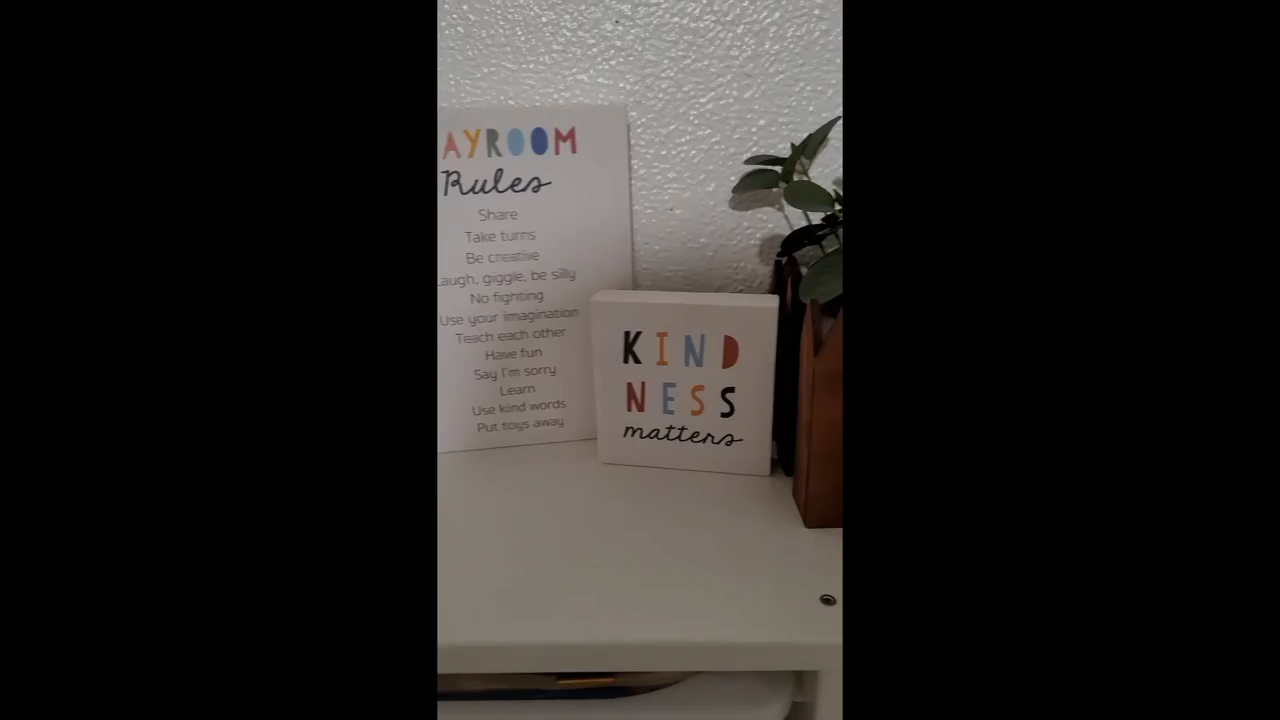 AYROOM
Rules
Share
Take turns
Be creative
augh, giggle, be silly
No fighting
Use your imagination
Teach each other
Have fun
Say I'm sorry
Learn
Use kind words
Put toys away
KIND
NESS
matters